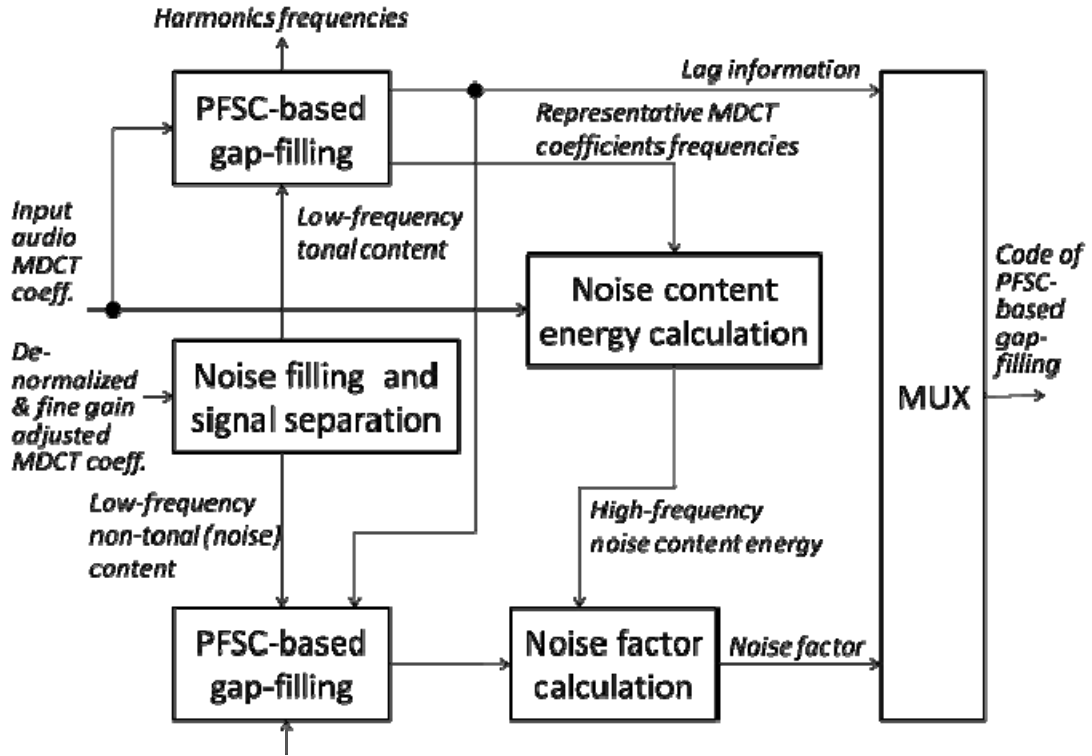 Harmonics frequencies
PFSC-based
gap-filling
Lag information
Representative MDCT
coefficients frequencies
Input
audio
MDCT
coeff.
Low-frequency
tonal content
Noise content
energy calculation
Code of
PFSC-
based
gap-
filling
De-
normalized
& fine gain
adjusted
MDCT coeff.
Noise filling and
signal separation
MUX
Low-frequency
non-tonal (noise)
content
High-frequency
noise content energy
PFSC-based
gap-filling
Noise factor
calculation
Noise factor